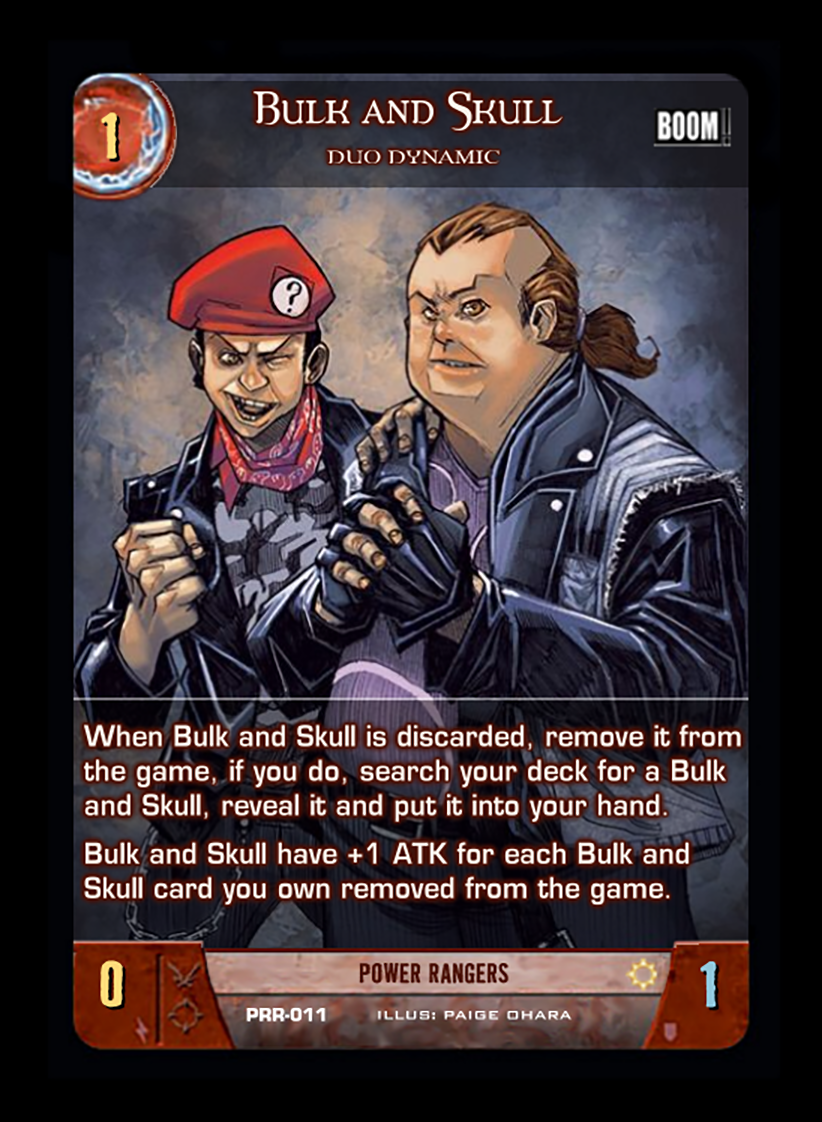 1
BULK AND SKULL
DUO DYNAMIC
BOOM!
?
When Bulk and Skull is discarded, remove it from
the game, if you do, search your deck for a Bulk
and Skull, reveal it and put it into your hand.
Bulk and Skull have +1 ATK for each Bulk and
Skull card you own removed from the game.
0
POWER RANGERS
1
PRR-011
ILLUS: PAIGE OHARA